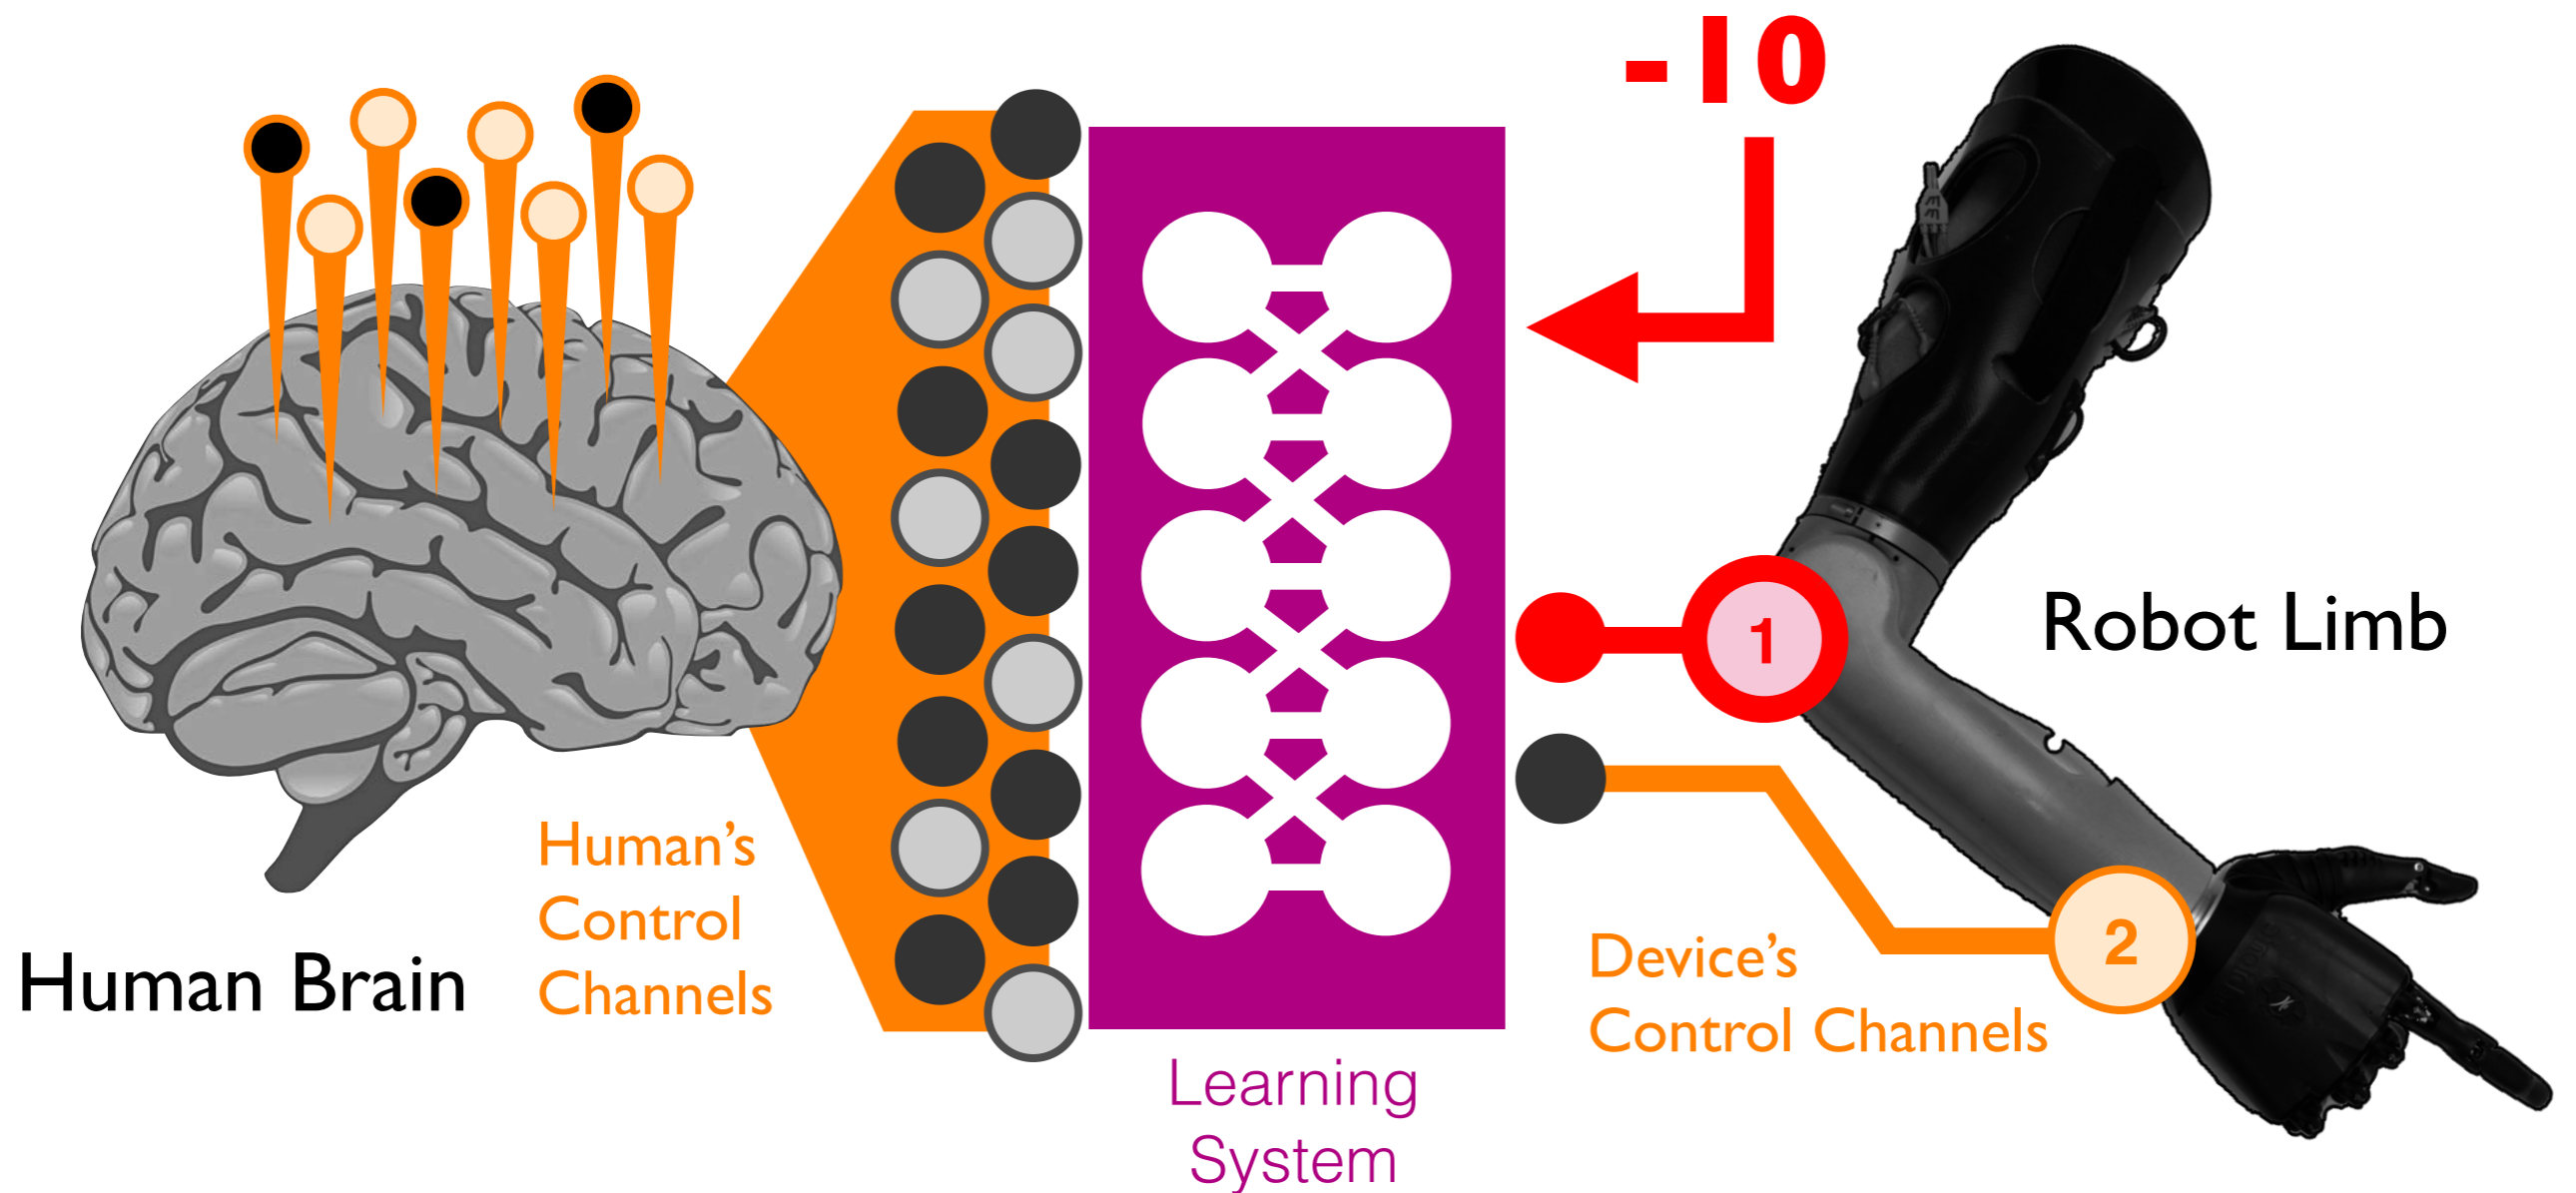 -10
1
Robot Limb
Human's
Control
Channels
Human Brain
2
Device's
Control Channels
Learning
System